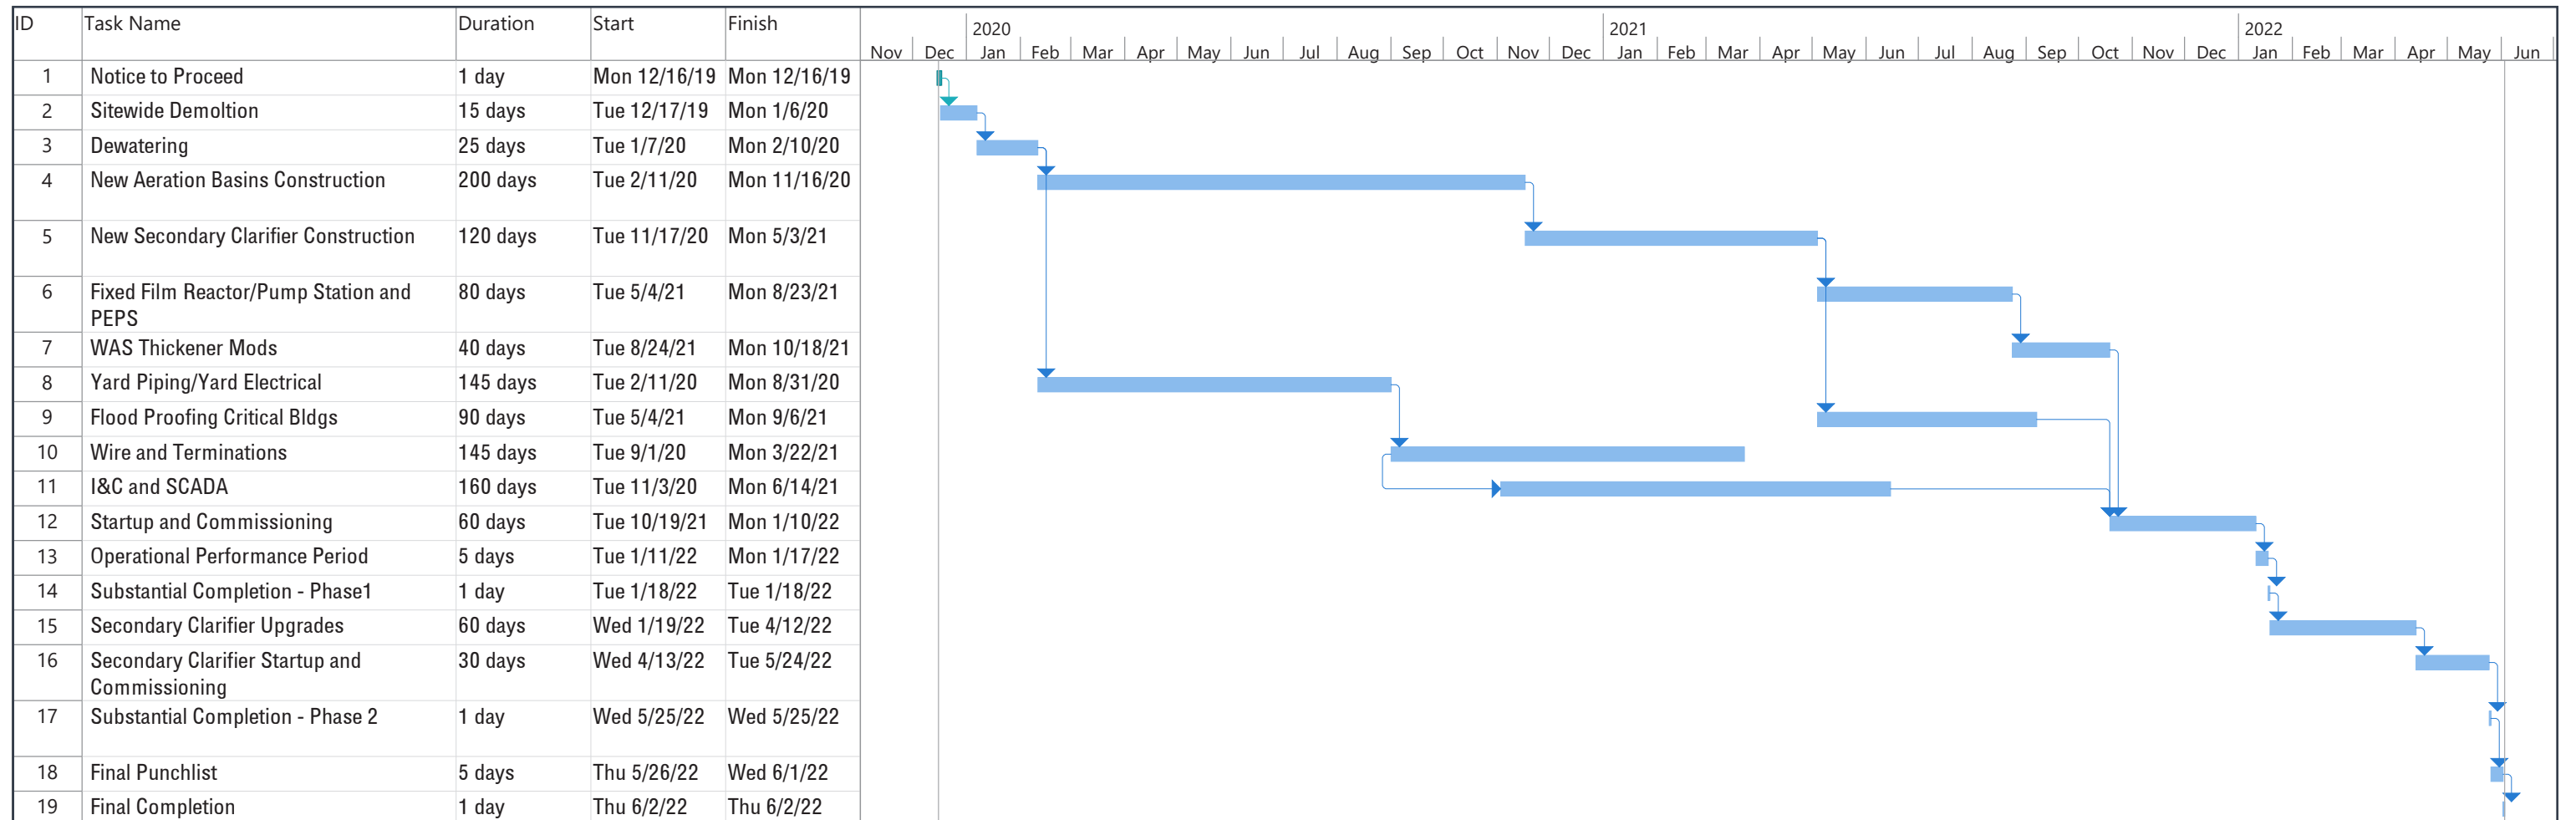 ID Task Name Duration Start Finish
2020 2021 2022
Nov Dec Jan Feb Mar Apr May Jun Jul Aug Sep Oct Nov Dec Jan Feb Mar Apr May Jun Jul Aug Sep Oct Nov Dec Jan Feb Mar Apr May Jun
1 Notice to Proceed 1 day Mon 12/16/19 Mon 12/16/19
2 Sitewide Demoltion 15 days Tue 12/17/19 Mon 1/6/20
3 Dewatering 25 days Tue 1/7/20 Mon 2/10/20
4 New Aeration Basins Construction 200 days Tue 2/11/20 Mon 11/16/20
5 New Secondary Clarifier Construction 120 days Tue 11/17/20 Mon 5/3/21
6 Fixed Film Reactor/Pump Station and 80 days Tue 5/4/21 Mon 8/23/21
PEPS
7 WAS Thickener Mods 40 days Tue 8/24/21 Mon 10/18/21
8 Yard Piping/Yard Electrical 145 days Tue 2/11/20 Mon 8/31/20
9 Flood Proofing Critical Bldgs 90 days Tue 5/4/21 Mon 9/6/21
10 Wire and Terminations 145 days Tue 9/1/20 Mon 3/22/21
11 I&C and SCADA 160 days Tue 11/3/20 Mon 6/14/21
12 Startup and Commissioning 60 days Tue 10/19/21 Mon 1/10/22
13 Operational Performance Period 5 days Tue 1/11/22 Mon 1/17/22
14 Substantial Completion - Phase1 1 day Tue 1/18/22 Tue 1/18/22
15 Secondary Clarifier Upgrades 60 days Wed 1/19/22 Tue 4/12/22
16 Secondary Clarifier Startup and 30 days Wed 4/13/22 Tue 5/24/22
Commissioning
17 Substantial Completion - Phase 2 1 day Wed 5/25/22 Wed 5/25/22
18 Final Punchlist 5 days Thu 5/26/22 Wed 6/1/22
19 Final Completion 1 day Thu 6/2/22 Thu 6/2/22